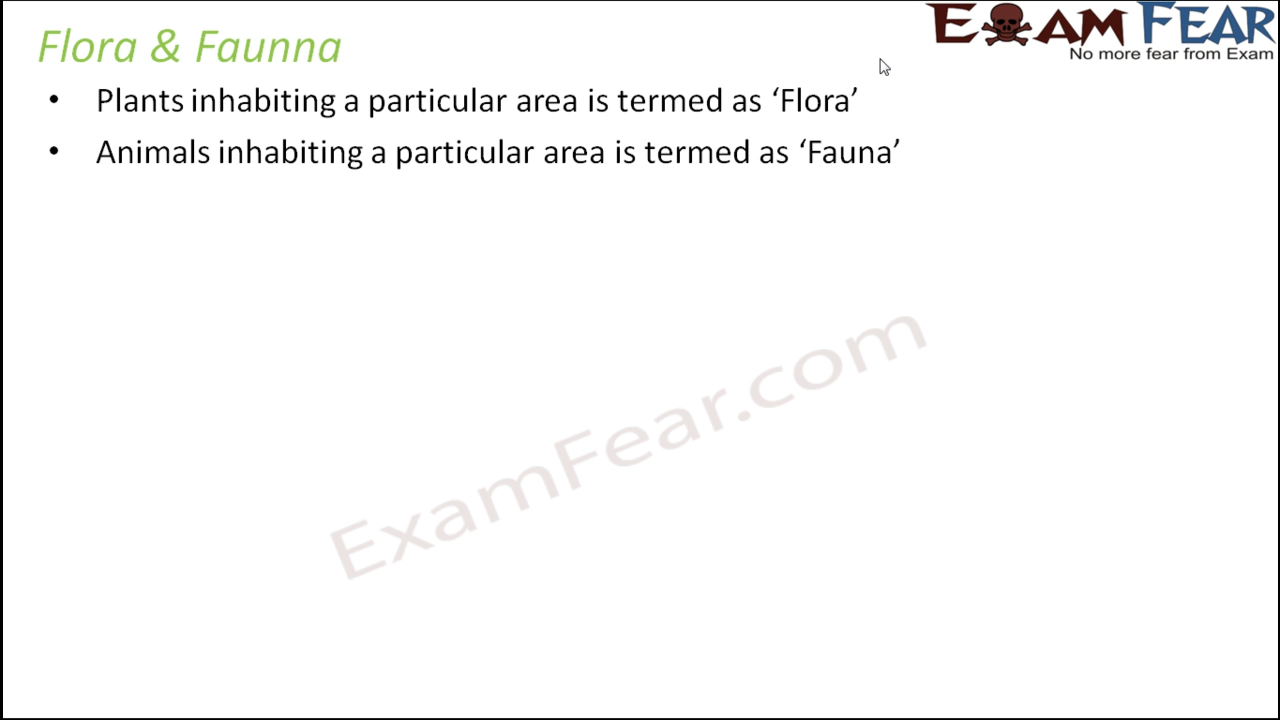 Flora & Faunna
EXAM FEAR
No more fear from Exam
• Plants inhabiting a particular area is termed as ‘Flora’
• Animals inhabiting a particular area is termed as ‘Fauna’
ExamFear.com